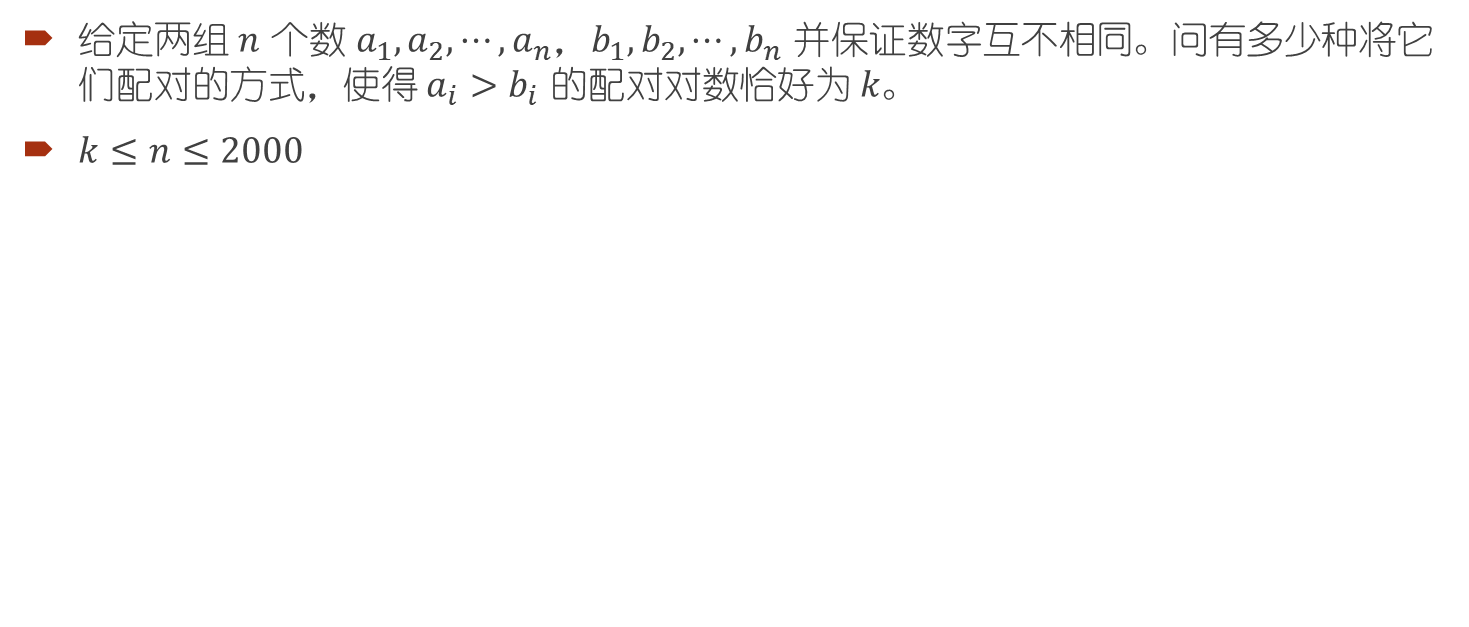 给定两组 n 个数 a₁, a₂, ⋯, aₙ，b₁, b₂, ⋯, bₙ 并保证数字互不相同。问有多少种将它
们配对的方式，使得 aᵢ > bᵢ 的配对对数恰好为 k。
k ≤ n ≤ 2000